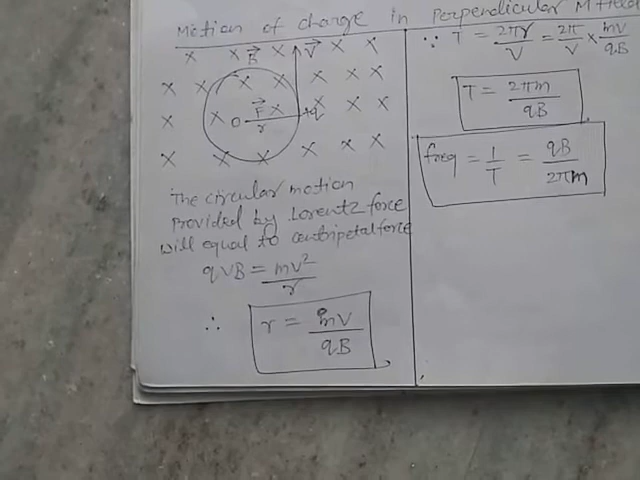 Motion of charge in Perpendicular M Field
× × B⃗ × V⃗ × ×
× × × × × × ×
× × F⃗ × +q × × ×
O r
× × × × × ×
The circular motion
Provided by Lorentz force
will equal to centripetal force
qVB = mV²/r
∴ r = mV/qB
∵ T = 2πr/V = 2π/V × mV/qB
T = 2πm/qB
freq = 1/T = qB/2πm